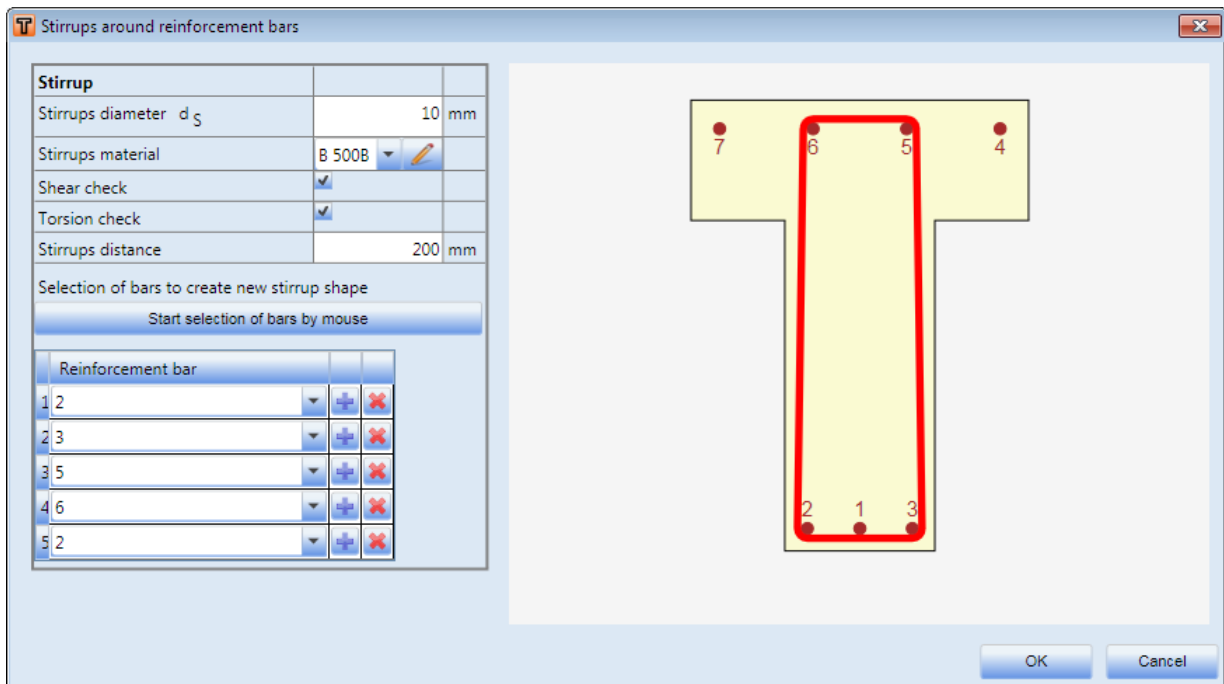 Stirrups around reinforcement bars
Stirrup
Stirrups diameter d S 10 mm
Stirrups material B 500B
Shear check
Torsion check
Stirrups distance 200 mm
Selection of bars to create new stirrup shape
Start selection of bars by mouse
Reinforcement bar
1 2
2 3
3 5
4 6
5 2
7 6 5 4
2 1 3
OK Cancel